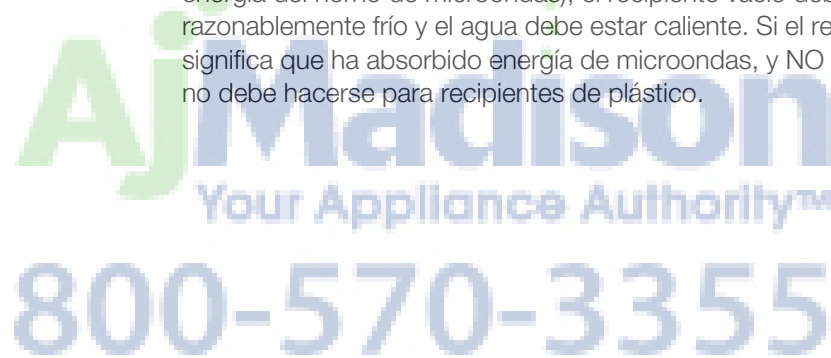 energía del horno de microondas), el recipiente vacío
razonablemente frío y el agua debe estar caliente. Si el
significa que ha absorbido energía de microondas, y NO
no debe hacerse para recipientes de plástico.
AjMadison
Your Appliance Authority™
800-570-3355